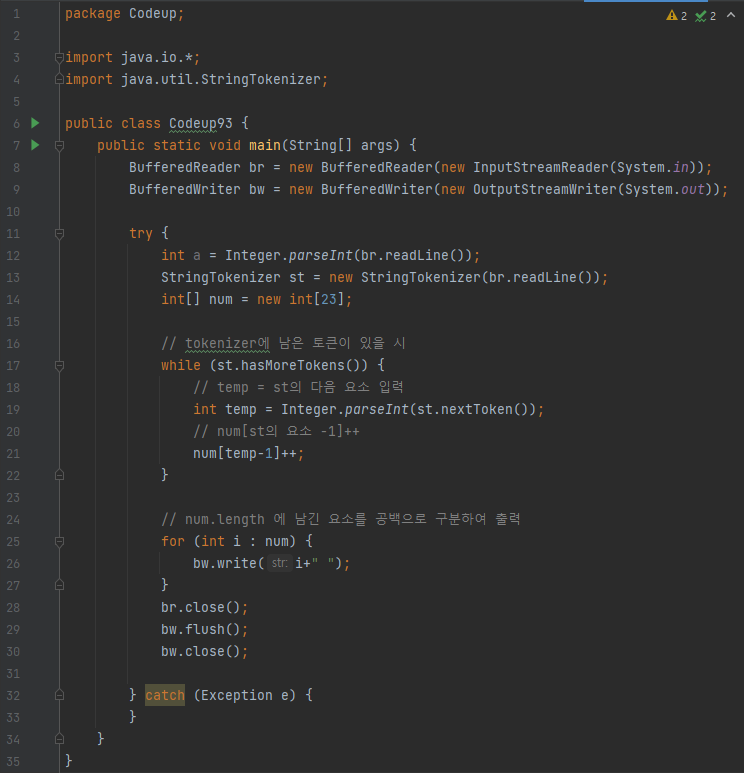 ⚠ 2 ✓ 2
1 package Codeup;
2
3 import java.io.*;
4 import java.util.StringTokenizer;
5
6 public class Codeup93 {
7 public static void main(String[] args) {
8 BufferedReader br = new BufferedReader(new InputStreamReader(System.in));
9 BufferedWriter bw = new BufferedWriter(new OutputStreamWriter(System.out));
10
11 try {
12 int a = Integer.parseInt(br.readLine());
13 StringTokenizer st = new StringTokenizer(br.readLine());
14 int[] num = new int[23];
15
16 // tokenizer에 남은 토큰이 있을 시
17 while (st.hasMoreTokens()) {
18 // temp = st의 다음 요소 입력
19 int temp = Integer.parseInt(st.nextToken());
20 // num[st의 요소 -1]++
21 num[temp-1]++;
22 }
23
24 // num.length 에 남긴 요소를 공백으로 구분하여 출력
25 for (int i : num) {
26 bw.write( str: i+" ");
27 }
28 br.close();
29 bw.flush();
30 bw.close();
31
32 } catch (Exception e) {
33 }
34 }
35 }